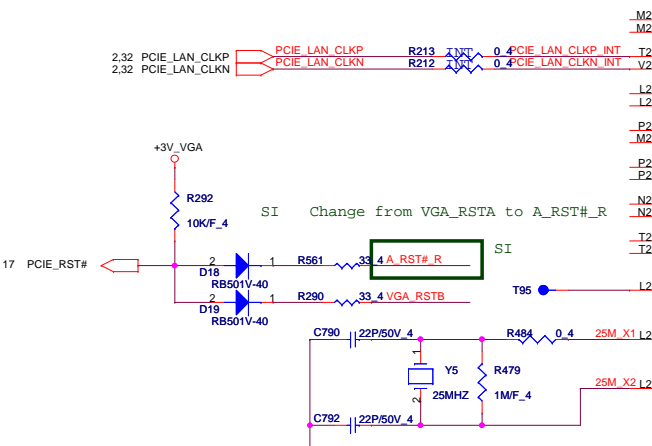 M2
2,32 PCIE_LAN_CLKP PCIE_LAN_CLKP R213 INT 0_4 PCIE_LAN_CLKP_INT T2
2,32 PCIE_LAN_CLKN PCIE_LAN_CLKN R212 INT 0_4 PCIE_LAN_CLKN_INT V2
L2
L2
P2
M2
+3V_VGA
P2
P2
R292
10K/F_4
N2
SI Change from VGA_RSTA to A_RST#_R N2
T2
SI T2
17 PCIE_RST# 2 1 R561 33_4 A_RST#_R
D18
RB501V-40
T95 L2
2 1 R290 33_4 VGA_RSTB
D19
RB501V-40
C790 22P/50V_4 R484 0_4 25M_X1 L2
1
Y5 R479
25MHZ 1M/F_4
2
25M_X2 L2
C792 22P/50V_4